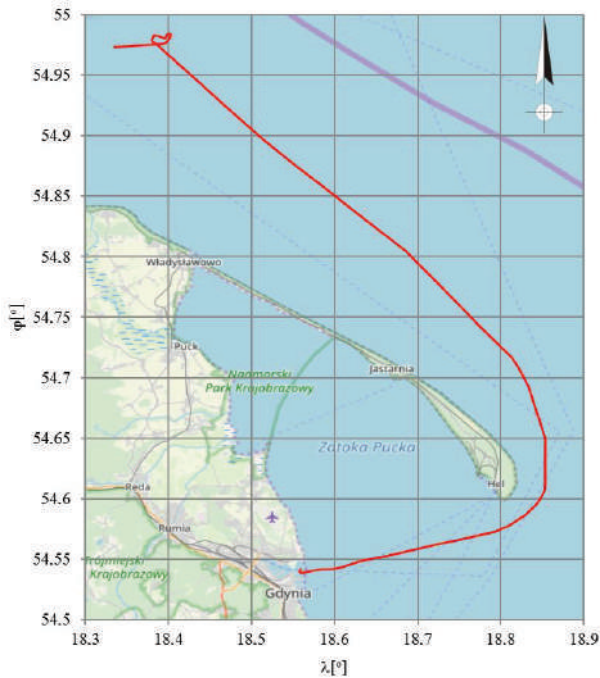 55
54.95
54.9
54.85
54.8
54.75
54.7
54.65
54.6
54.55
54.5
φ[°]
Władysławowo
Puck
Jastarnia
Nadmorski
Park Krajobrazowy
Zatoka Pucka
Hel
Reda
Rumia
Trójmiejski
Krajobrazowy
Gdynia
18.3 18.4 18.5 18.6 18.7 18.8 18.9
λ[°]